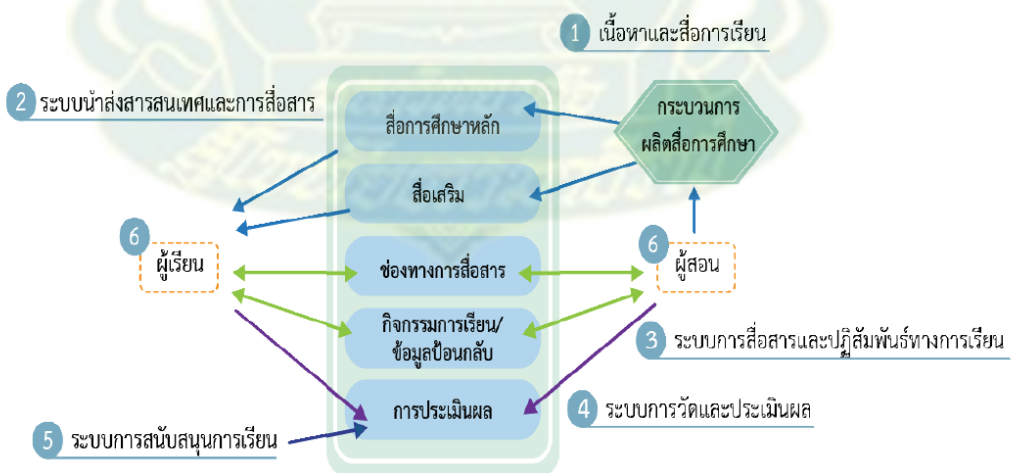 1 เนื้อหาและสื่อการเรียน
2 ระบบนำส่งสารสนเทศและการสื่อสาร
กระบวนการ
ผลิตสื่อการศึกษา
สื่อการศึกษาหลัก
สื่อเสริม
6
ผู้เรียน
ช่องทางการสื่อสาร
6
ผู้สอน
กิจกรรมการเรียน/
ข้อมูลป้อนกลับ
3 ระบบการสื่อสารและปฏิสัมพันธ์ทางการเรียน
การประเมินผล
4 ระบบการวัดและประเมินผล
5 ระบบการสนับสนุนการเรียน